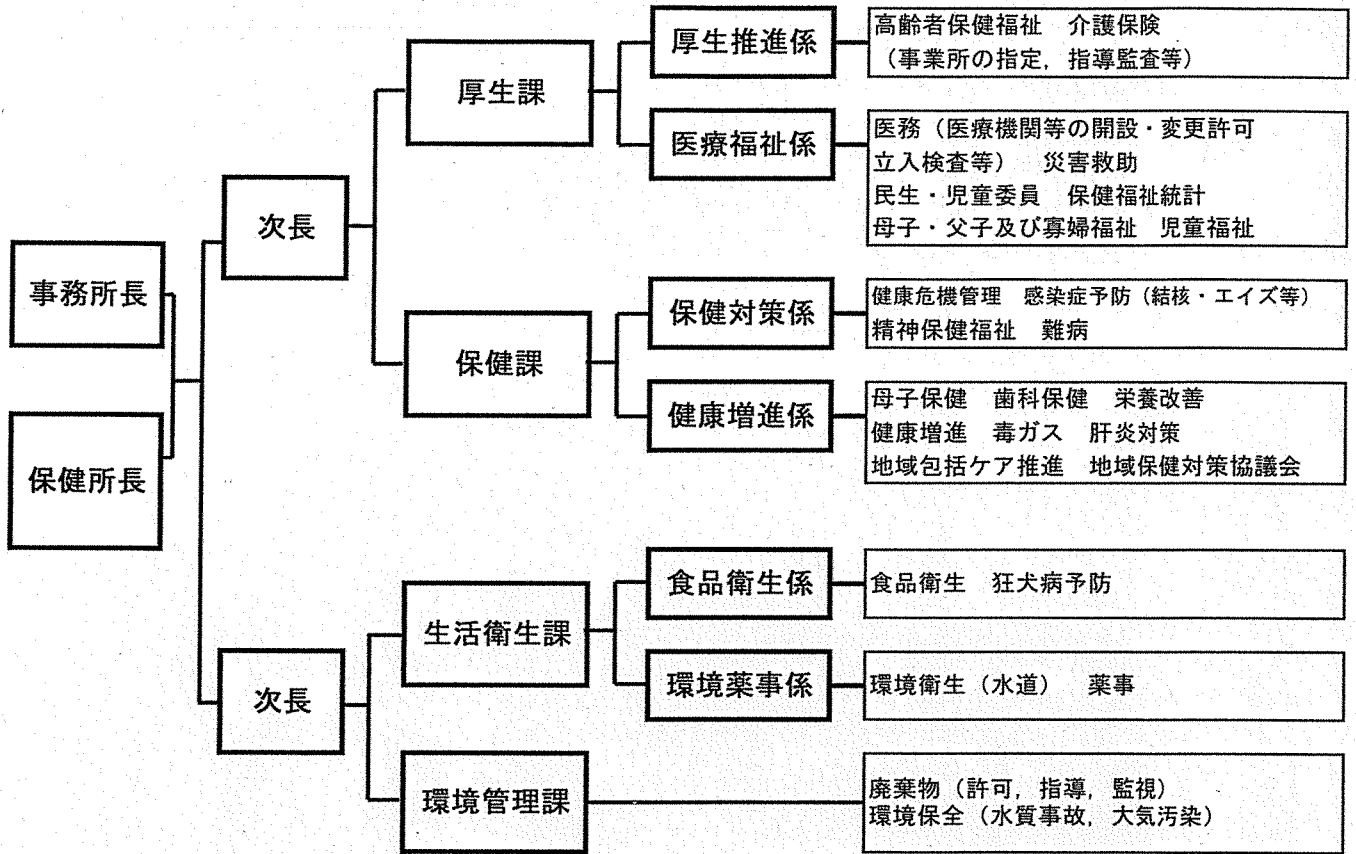 事務所長
保健所長
次長
厚生課
厚生推進係
高齢者保健福祉　介護保険
（事業所の指定，指導監査等）
医療福祉係
医務（医療機関等の開設・変更許可
立入検査等）　災害救助
民生・児童委員　保健福祉統計
母子・父子及び寡婦福祉　児童福祉
保健課
保健対策係
健康危機管理　感染症予防（結核・エイズ等）
精神保健福祉　難病
健康増進係
母子保健　歯科保健　栄養改善
健康増進　毒ガス　肝炎対策
地域包括ケア推進　地域保健対策協議会
次長
生活衛生課
食品衛生係
食品衛生　狂犬病予防
環境薬事係
環境衛生（水道）　薬事
環境管理課
廃棄物（許可，指導，監視）
環境保全（水質事故，大気汚染）